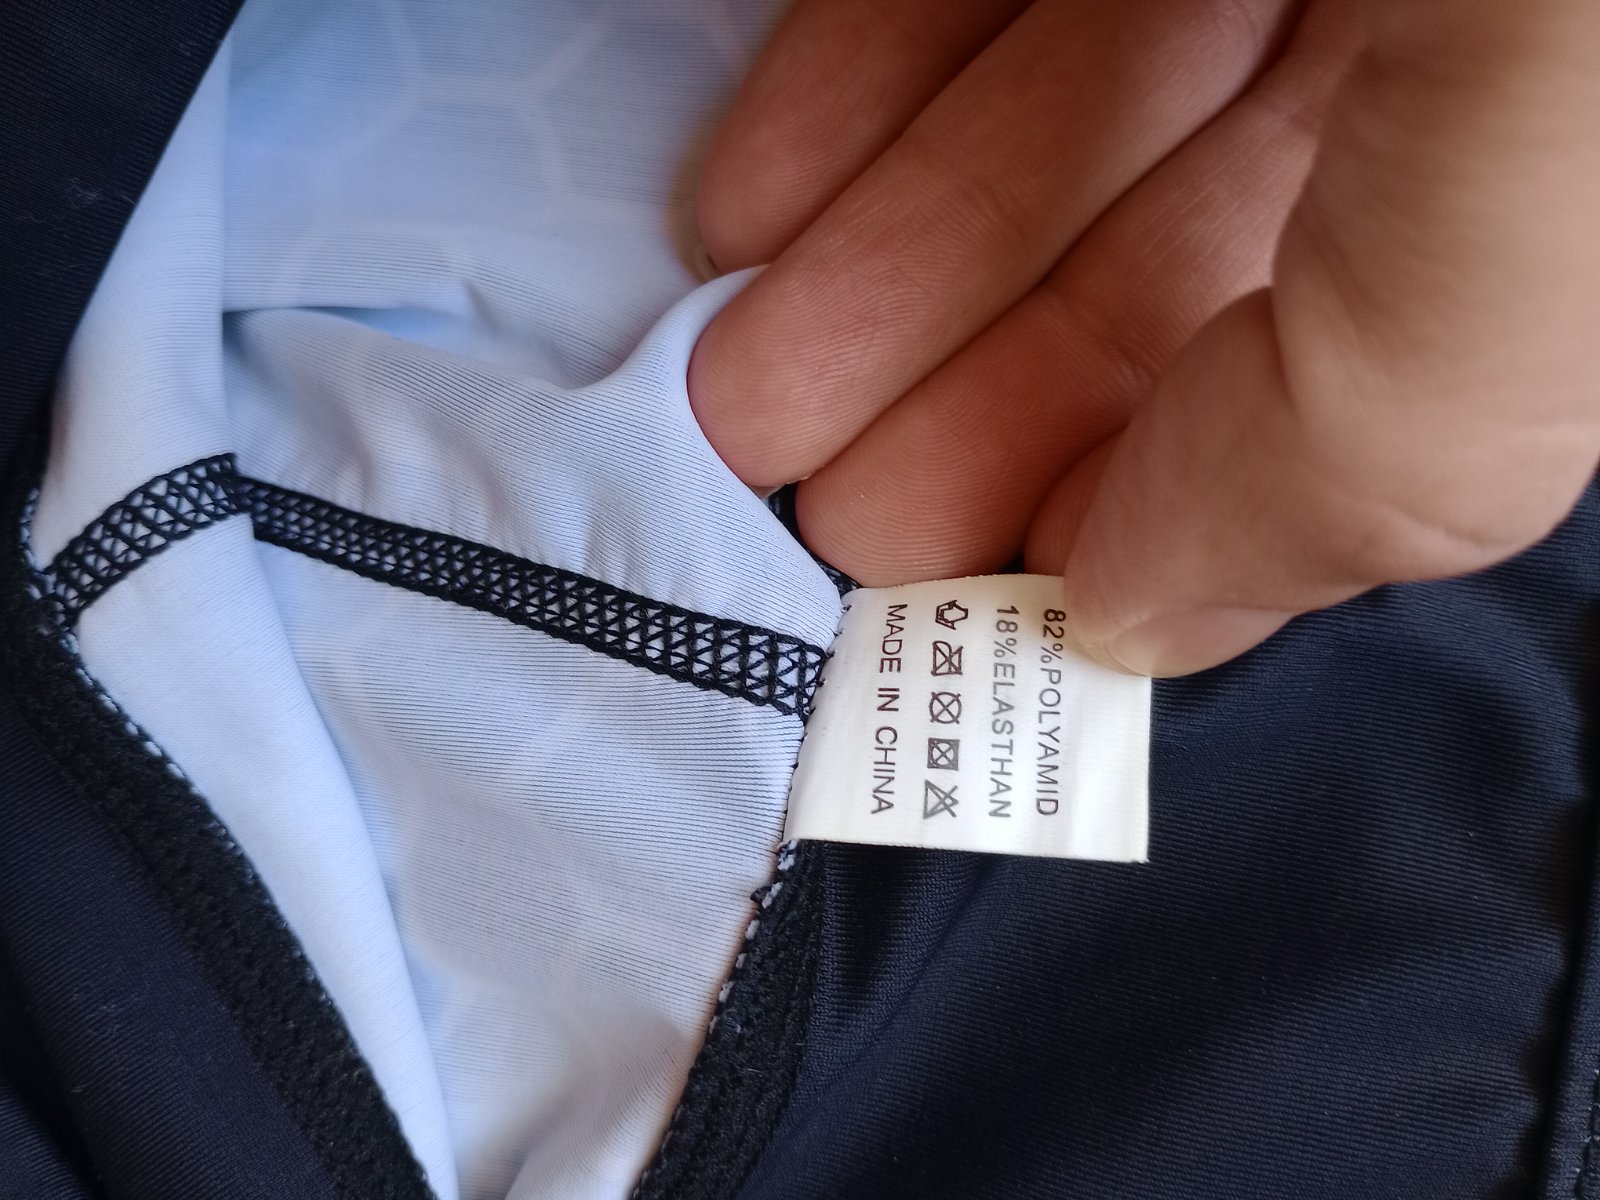 82%POLYAMID
18%ELASTHAN
MADE IN CHINA